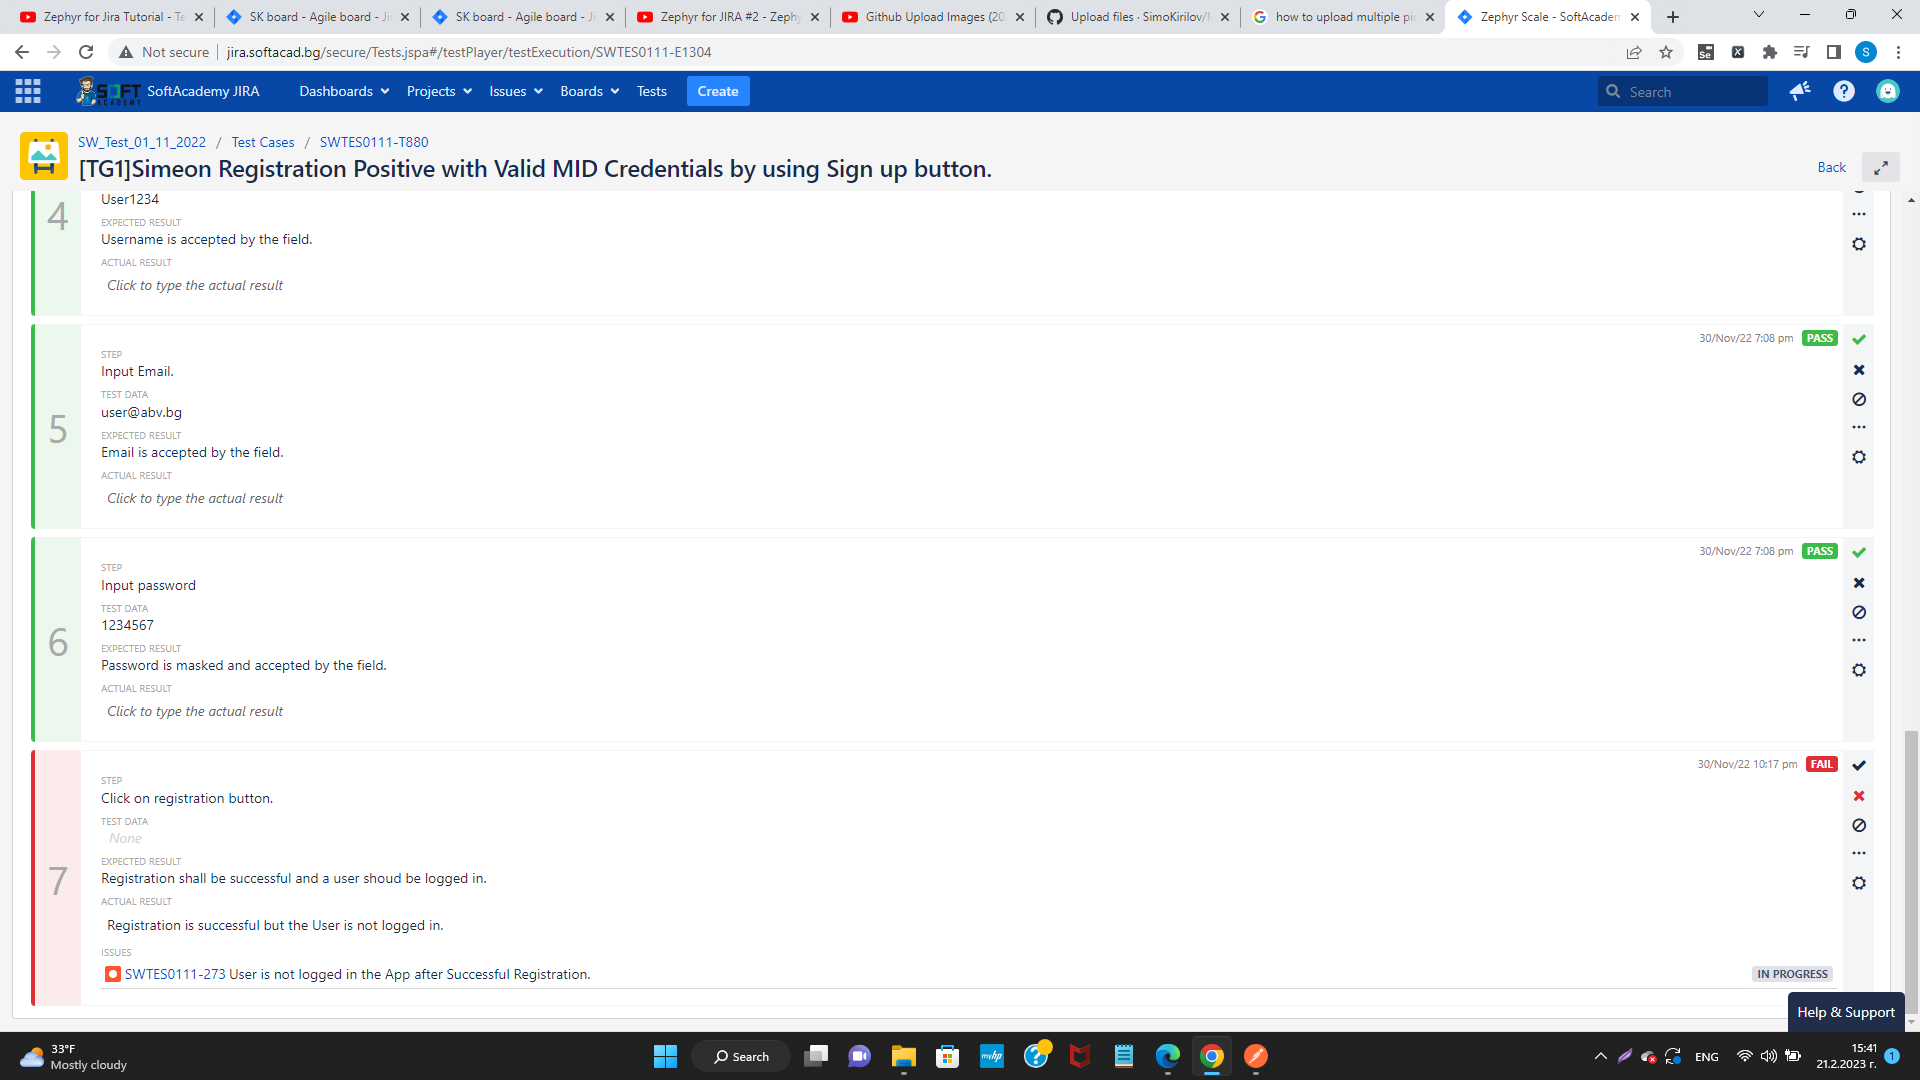 Zephyr for Jira Tutorial - Te
SK board - Agile board - Ji
SK board - Agile board - Ji
Zephyr for JIRA #2 - Zephy
Github Upload Images (20
Upload files · SimoKirilov/
how to upload multiple pic
Zephyr Scale - SoftAcadem
Not secure
jira.softacad.bg/secure/Tests.jspa#/testPlayer/testExecution/SWTES0111-E1304
Se
X
S
SOFT
ACADEMY
SoftAcademy JIRA
Dashboards
Projects
Issues
Boards
Tests
Create
Search
SW_Test_01_11_2022 / Test Cases / SWTES0111-T880
[TG1]Simeon Registration Positive with Valid MID Credentials by using Sign up button.
Back
4
User1234
EXPECTED RESULT
Username is accepted by the field.
ACTUAL RESULT
Click to type the actual result
30/Nov/22 7:08 pm PASS
5
STEP
Input Email.
TEST DATA
user@abv.bg
EXPECTED RESULT
Email is accepted by the field.
ACTUAL RESULT
Click to type the actual result
30/Nov/22 7:08 pm PASS
6
STEP
Input password
TEST DATA
1234567
EXPECTED RESULT
Password is masked and accepted by the field.
ACTUAL RESULT
Click to type the actual result
30/Nov/22 10:17 pm FAIL
7
STEP
Click on registration button.
TEST DATA
None
EXPECTED RESULT
Registration shall be successful and a user shoud be logged in.
ACTUAL RESULT
Registration is successful but the User is not logged in.
ISSUES
SWTES0111-273 User is not logged in the App after Successful Registration.
IN PROGRESS
Help & Support
33°F
Mostly cloudy
Search
myhp
ENG
15:41
21.2.2023 г.
1